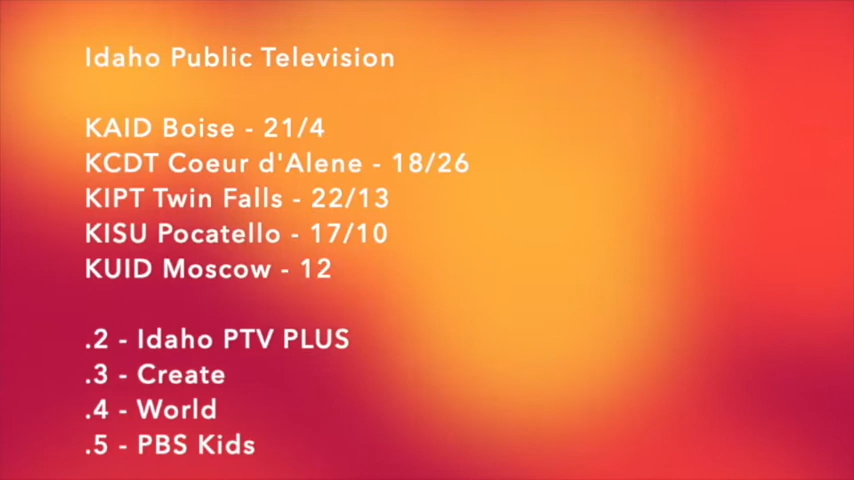 Idaho Public Television
KAID Boise - 21/4
KCDT Coeur d'Alene - 18/26
KIPT Twin Falls - 22/13
KISU Pocatello - 17/10
KUID Moscow - 12
.2 - Idaho PTV PLUS
.3 - Create
.4 - World
.5 - PBS Kids